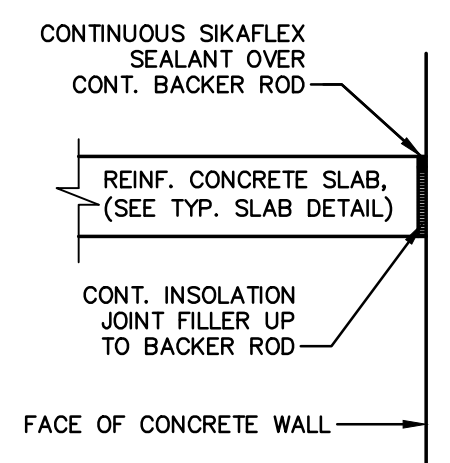 CONTINUOUS SIKAFLEX
SEALANT OVER
CONT. BACKER ROD
REINF. CONCRETE SLAB,
(SEE TYP. SLAB DETAIL)
CONT. INSOLATION
JOINT FILLER UP
TO BACKER ROD
FACE OF CONCRETE WALL